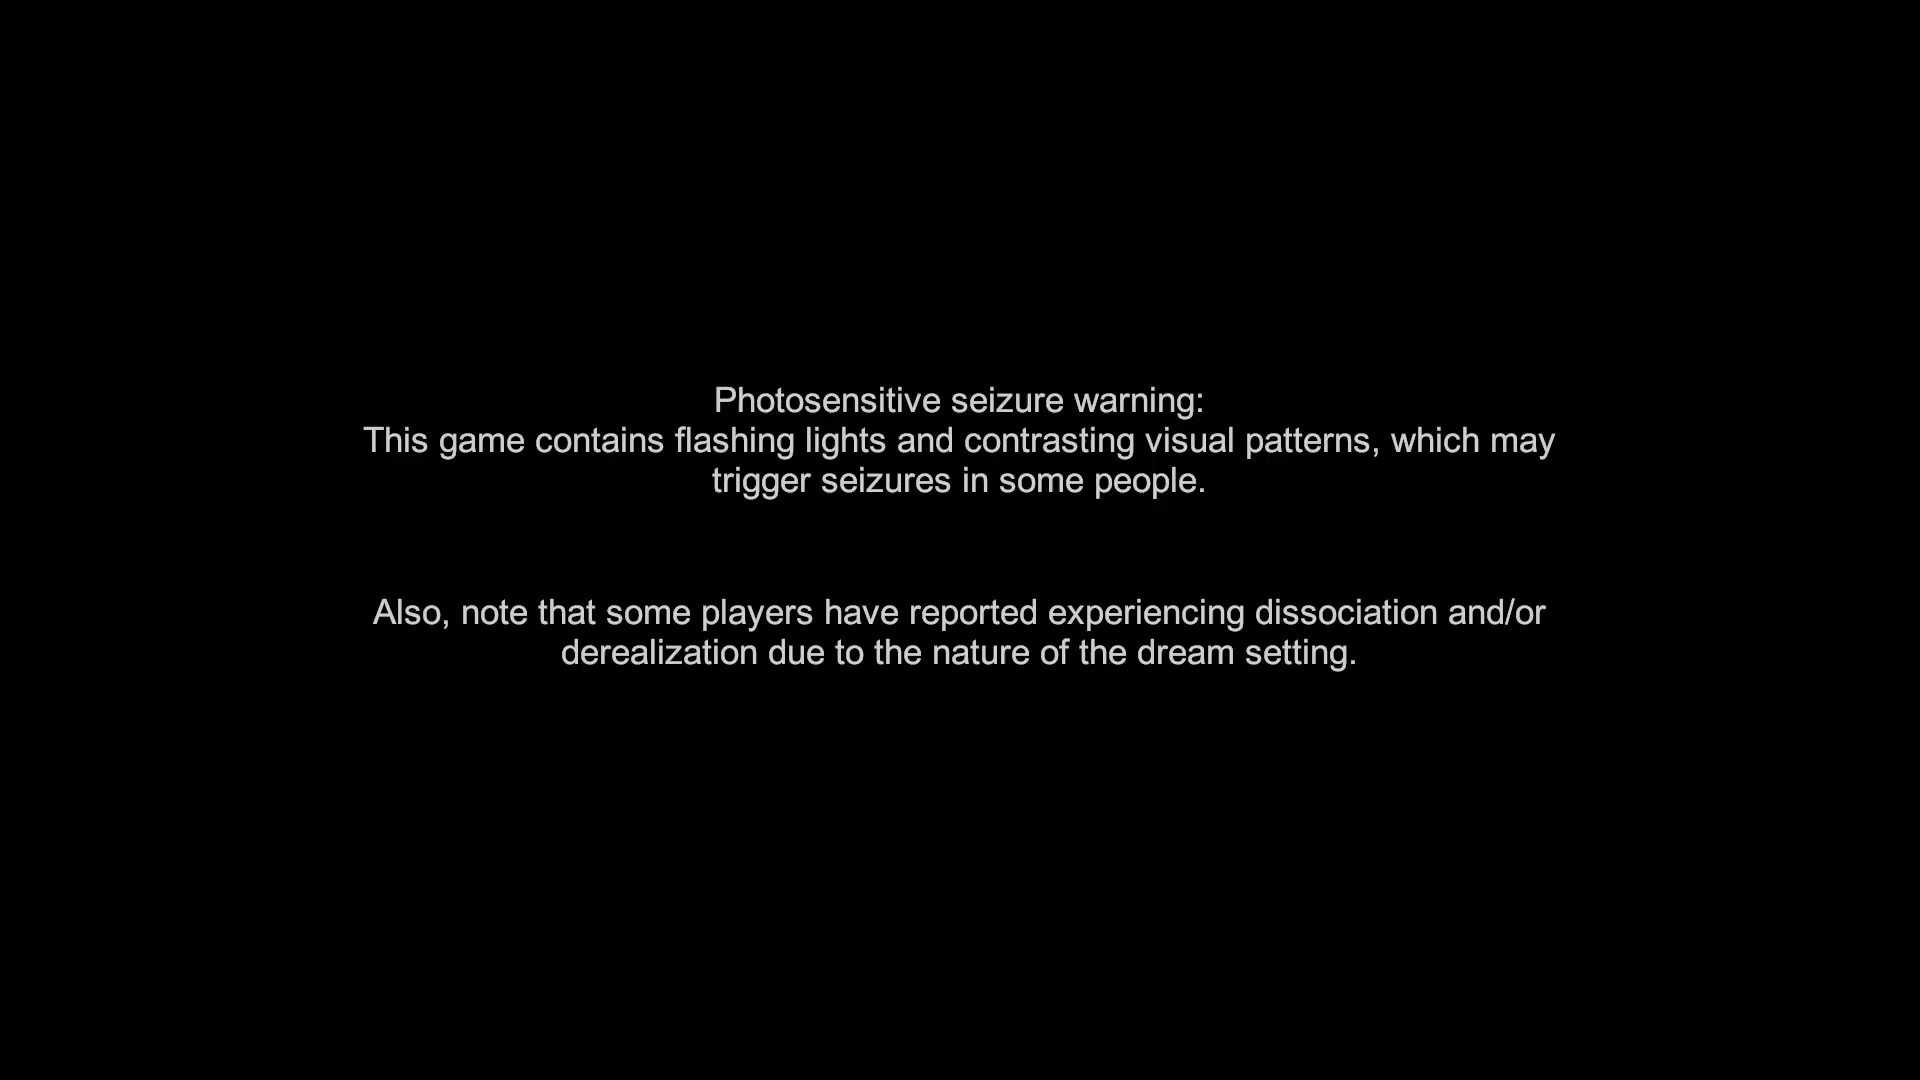 Photosensitive seizure warning:
This game contains flashing lights and contrasting visual patterns, which may
trigger seizures in some people.
Also, note that some players have reported experiencing dissociation and/or
derealization due to the nature of the dream setting.